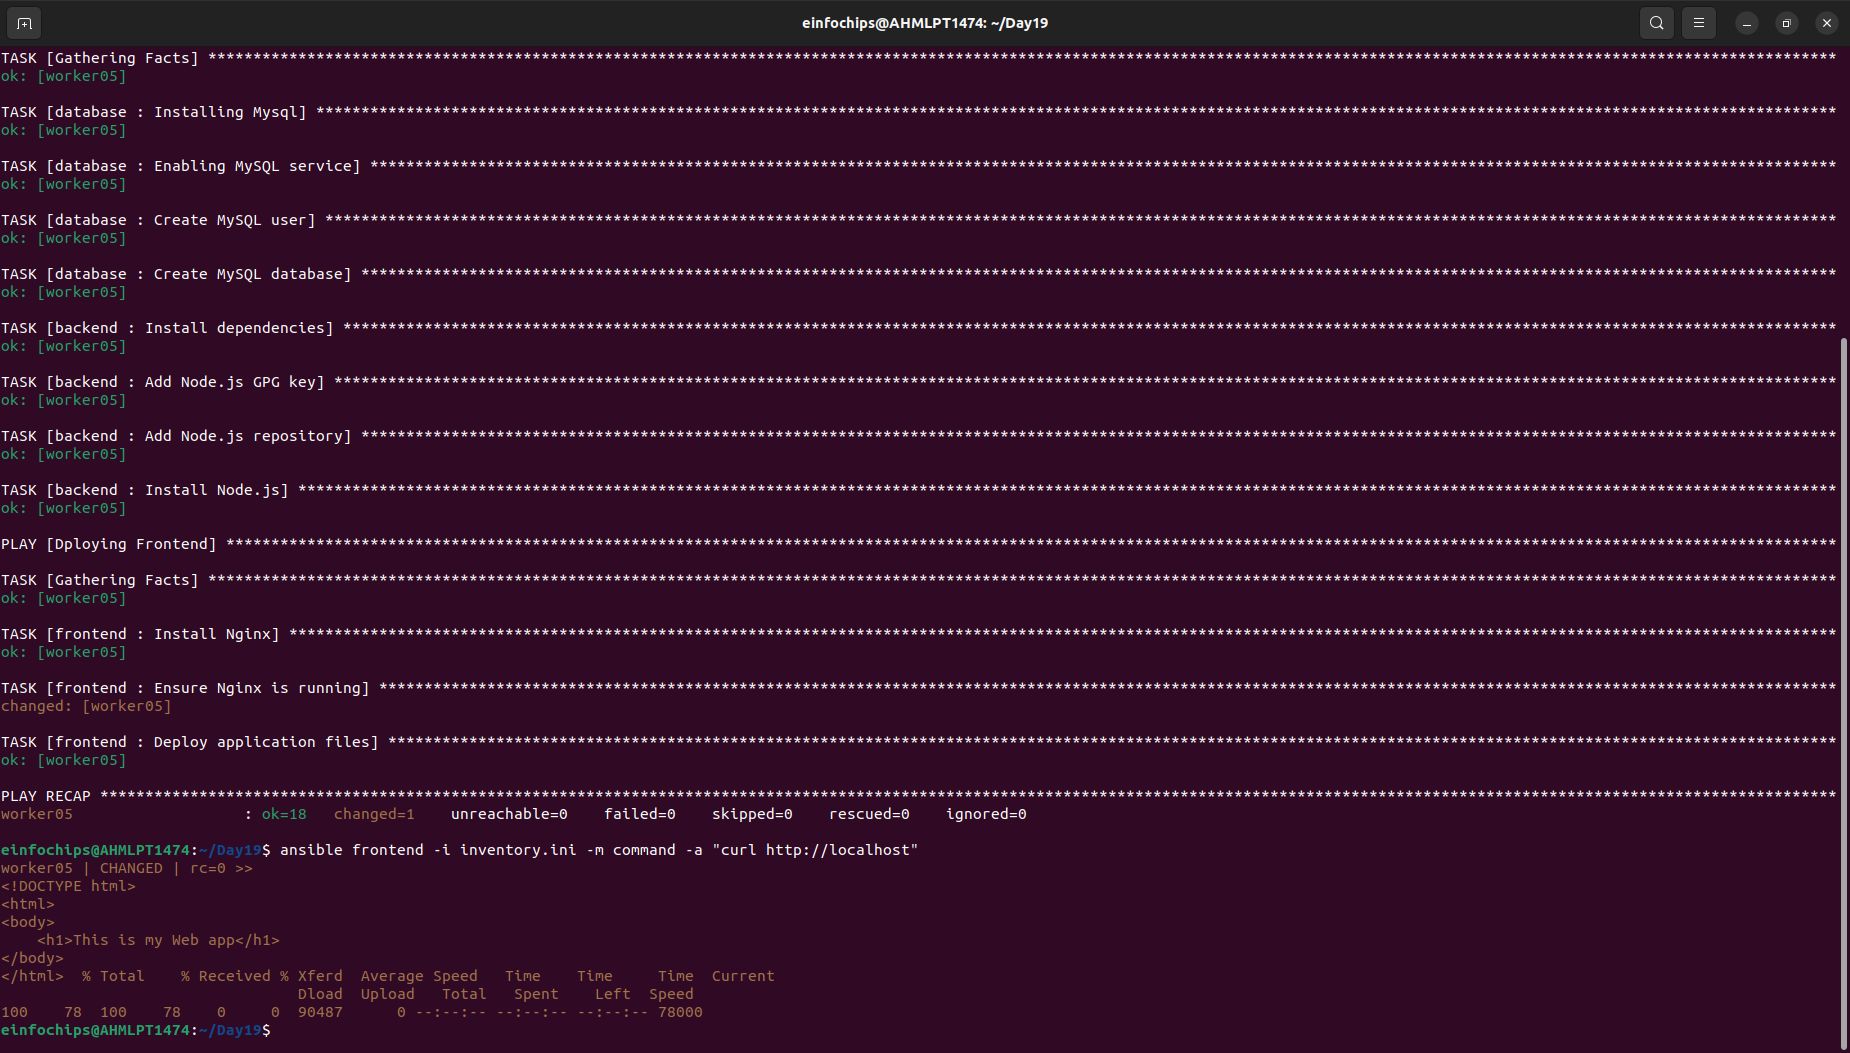 einfochips@AHMLPT1474: ~/Day19
TASK [Gathering Facts] ****************************************************************************************************************************************************************
ok: [worker05]
TASK [database : Installing Mysql] ****************************************************************************************************************************************************
ok: [worker05]
TASK [database : Enabling MySQL service] **********************************************************************************************************************************************
ok: [worker05]
TASK [database : Create MySQL user] ***************************************************************************************************************************************************
ok: [worker05]
TASK [database : Create MySQL database] ***********************************************************************************************************************************************
ok: [worker05]
TASK [backend : Install dependencies] *************************************************************************************************************************************************
ok: [worker05]
TASK [backend : Add Node.js GPG key] **************************************************************************************************************************************************
ok: [worker05]
TASK [backend : Add Node.js repository] ***********************************************************************************************************************************************
ok: [worker05]
TASK [backend : Install Node.js] ******************************************************************************************************************************************************
ok: [worker05]
PLAY [Dploying Frontend] **************************************************************************************************************************************************************
TASK [Gathering Facts] ****************************************************************************************************************************************************************
ok: [worker05]
TASK [frontend : Install Nginx] *******************************************************************************************************************************************************
ok: [worker05]
TASK [frontend : Ensure Nginx is running] *********************************************************************************************************************************************
changed: [worker05]
TASK [frontend : Deploy application files] ********************************************************************************************************************************************
ok: [worker05]
PLAY RECAP ****************************************************************************************************************************************************************************
worker05                   : ok=18   changed=1    unreachable=0    failed=0    skipped=0    rescued=0    ignored=0
einfochips@AHMLPT1474:~/Day19$ ansible frontend -i inventory.ini -m command -a "curl http://localhost"
worker05 | CHANGED | rc=0 >>
<!DOCTYPE html>
<html>
<body>
    <h1>This is my Web app</h1>
</body>
</html>  % Total    % Received % Xferd  Average Speed   Time    Time     Time  Current
                                 Dload  Upload   Total   Spent    Left  Speed
100    78  100    78    0     0  90487      0 --:--:-- --:--:-- --:--:-- 78000
einfochips@AHMLPT1474:~/Day19$